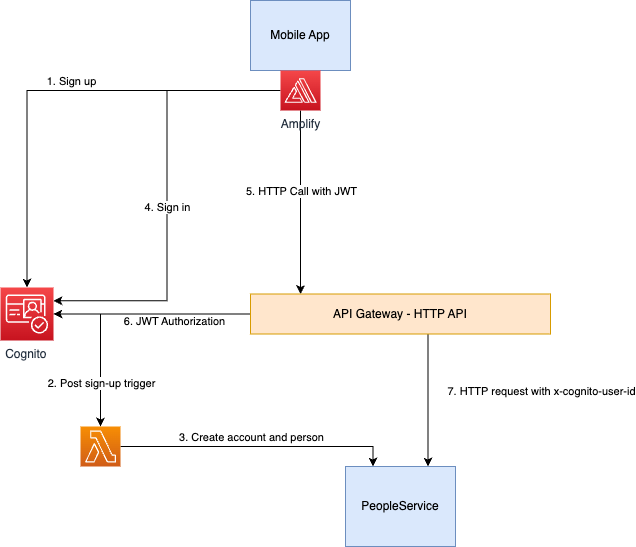 Mobile App
1. Sign up
Amplify
5. HTTP Call with JWT
4. Sign in
API Gateway - HTTP API
6. JWT Authorization
Cognito
2. Post sign-up trigger
7. HTTP request with x-cognito-user-id
3. Create account and person
PeopleService